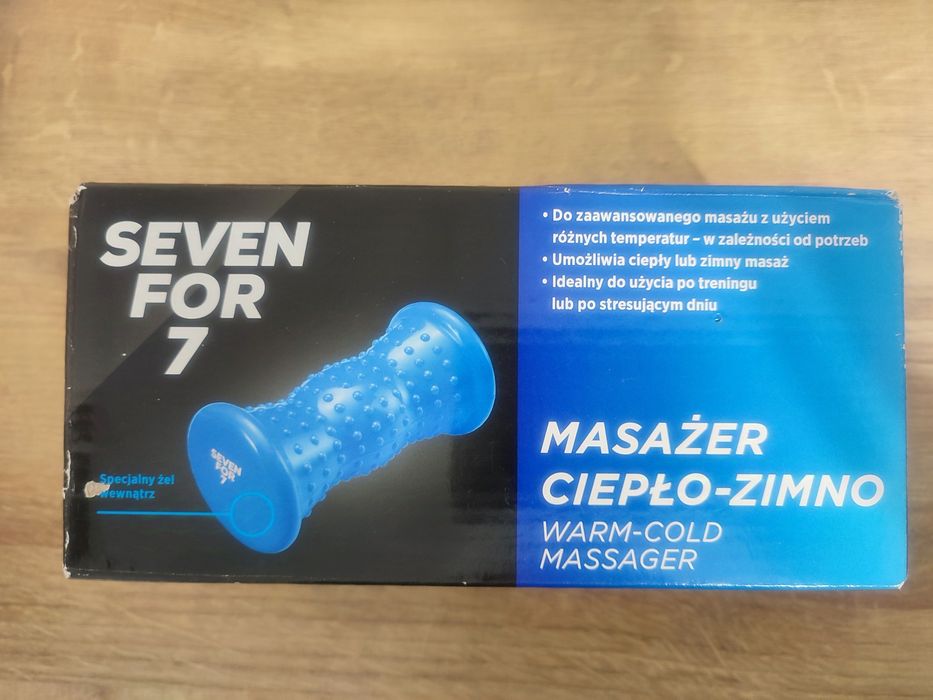 SEVEN
FOR
7
Specjalny żel
wewnątrz
SEVEN
FOR
7
• Do zaawansowanego masażu z użyciem
różnych temperatur – w zależności od potrzeb
• Umożliwia ciepły lub zimny masaż
• Idealny do użycia po treningu
lub po stresującym dniu
MASAŻER
CIEPŁO-ZIMNO
WARM-COLD
MASSAGER